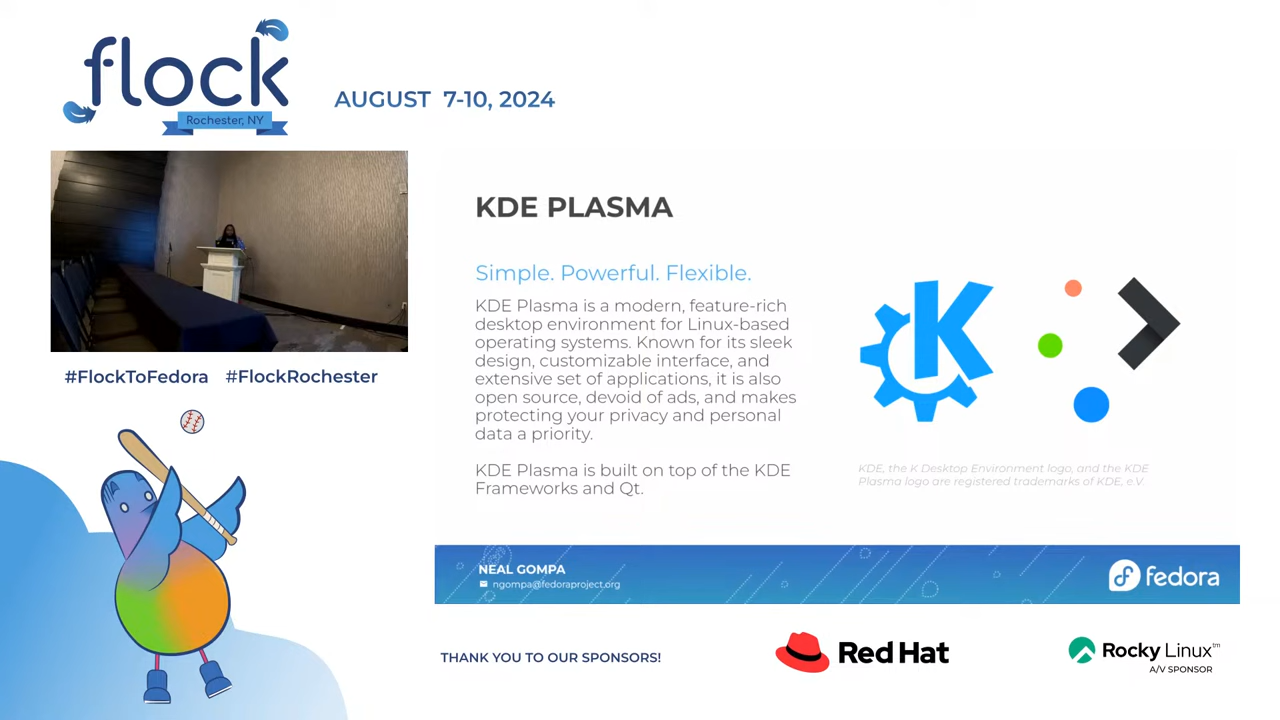 flock
Rochester, NY
AUGUST 7-10, 2024
#FlockToFedora #FlockRochester
KDE PLASMA
Simple. Powerful. Flexible.
KDE Plasma is a modern, feature-rich
desktop environment for Linux-based
operating systems. Known for its sleek
design, customizable interface, and
extensive set of applications, it is also
open source, devoid of ads, and makes
protecting your privacy and personal
data a priority.
KDE Plasma is built on top of the KDE
Frameworks and Qt.
K
KDE, the K Desktop Environment logo, and the KDE
Plasma logo are registered trademarks of KDE, e.V.
NEAL GOMPA
ngompa@fedoraproject.org
fedora
THANK YOU TO OUR SPONSORS!
Red Hat
Rocky Linux™
A/V SPONSOR